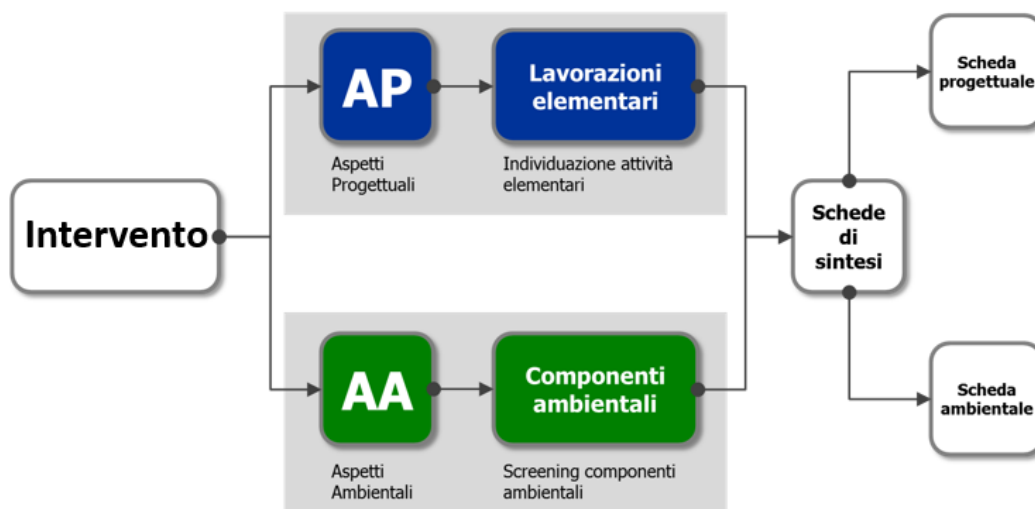 Intervento
AP
Aspetti
Progettuali
Lavorazioni
elementari
Individuazione attività
elementari
AA
Aspetti
Ambientali
Componenti
ambientali
Screening componenti
ambientali
Schede
di
sintesi
Scheda
progettuale
Scheda
ambientale